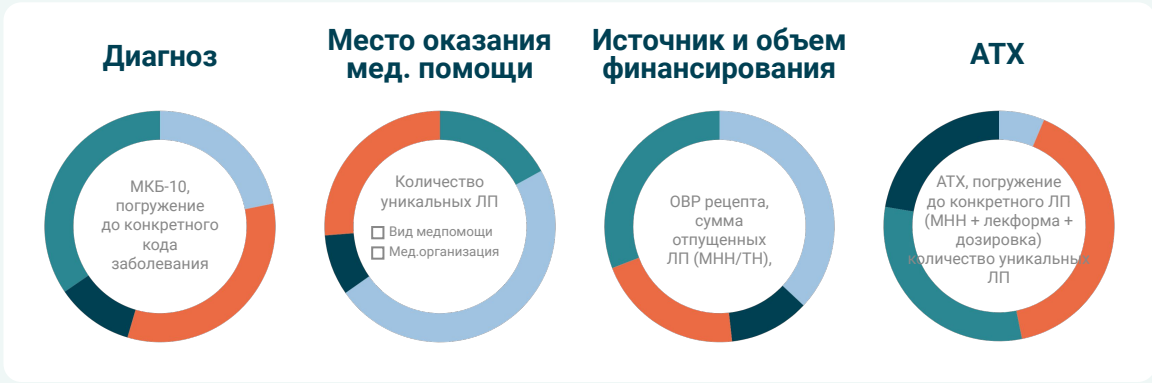 Диагноз
МКБ-10,
погружение
до конкретного
кода
заболевания
Место оказания
мед. помощи
Количество
уникальных ЛП
Вид медпомощи
Мед.организация
Источник и объем
финансирования
ОВР рецепта,
сумма
отпущенных
ЛП (МНН/ТН),
АТХ
АТХ, погружение
до конкретного ЛП
(МНН + лекформа +
дозировка)
количество уникальных
ЛП